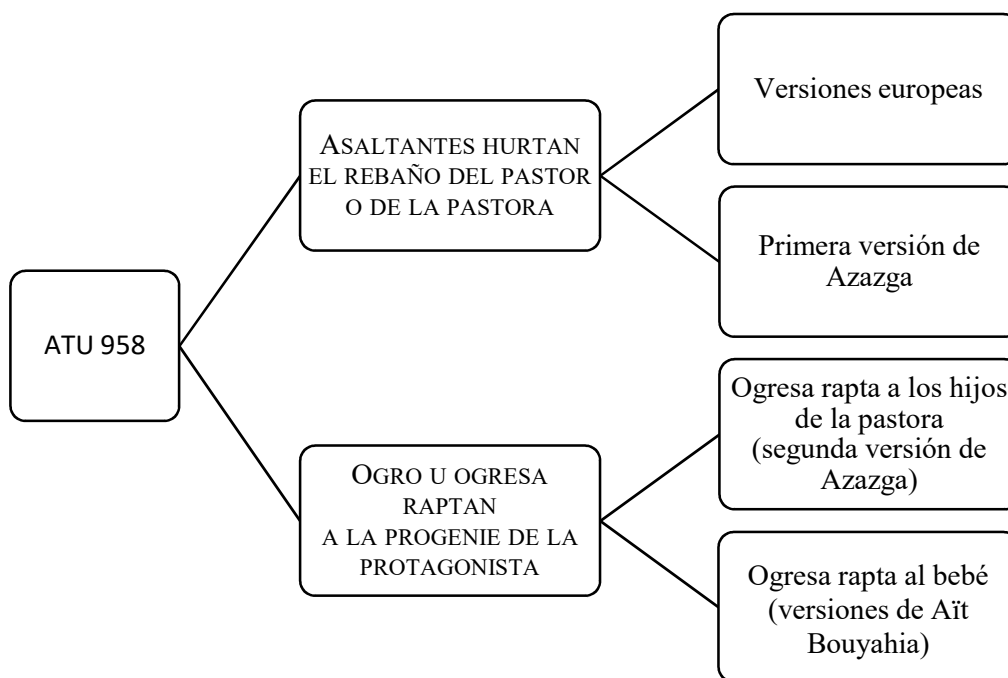 ATU 958
ASALTANTES HURTAN
EL REBAÑO DEL PASTOR
O DE LA PASTORA
Versiones europeas
Primera versión de
Azazga
OGRO U OGRESA
RAPTAN
A LA PROGENIE DE LA
PROTAGONISTA
Ogresa rapta a los hijos
de la pastora
(segunda versión de
Azazga)
Ogresa rapta al bebé
(versiones de Aït
Bouyahia)